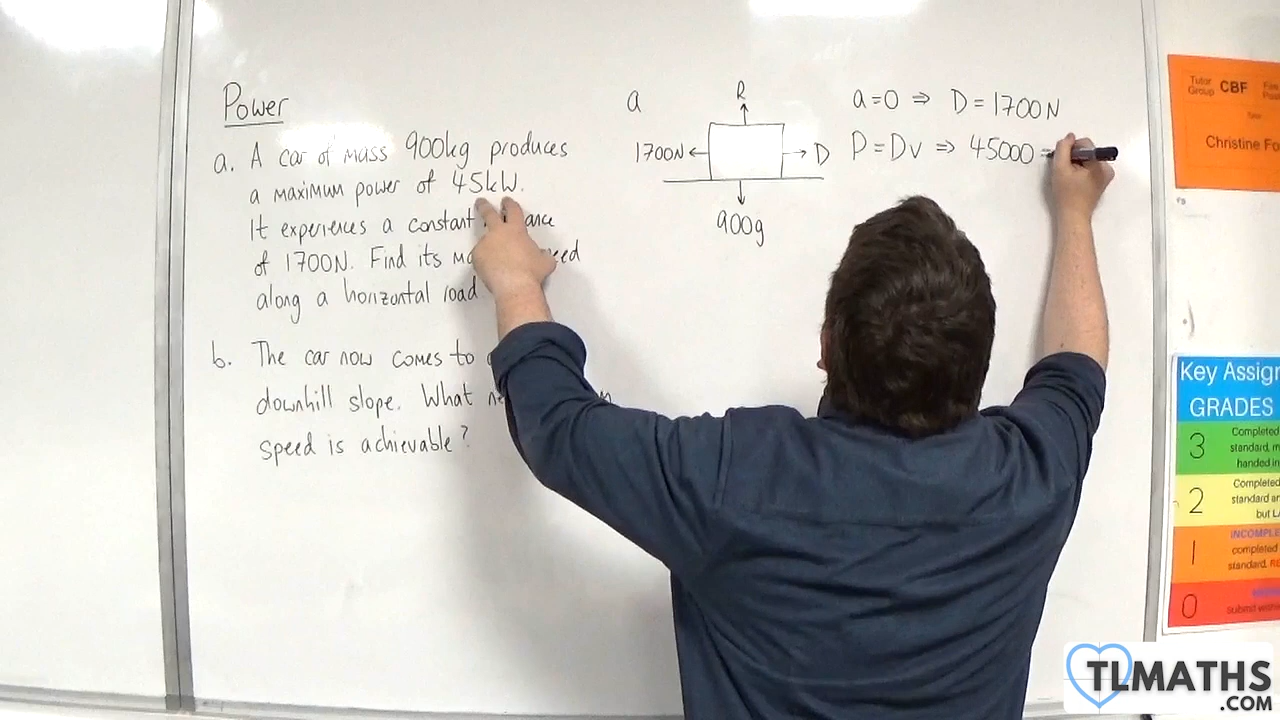 Power
a. A car of mass 900kg produces
a maximum power of 45kW.
It experiences a constant
of 1700N. Find its
along a horizontal road
b. The car now comes to
downhill slope. What
speed is achievable?
a
R
1700N
D
900g
a=0 ⇒ D=1700N
P=Dv ⇒ 45000
Tutor
Group CBF
Christine
Key Assign
GRADES
3 Completed
handed in
2 Completed
standard
but
1 INCOMPLE
completed
standard
0
TLMATHS
.COM